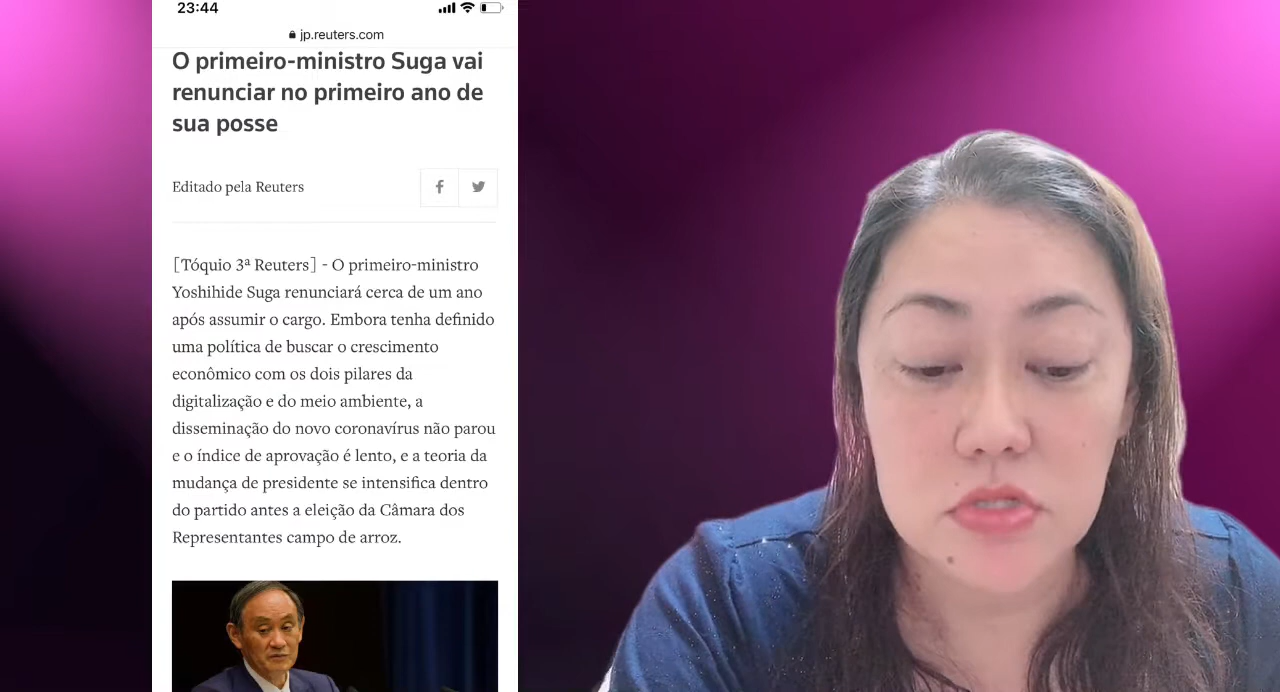 23:44
jp.reuters.com
O primeiro-ministro Suga vai
renunciar no primeiro ano de
sua posse
Editado pela Reuters
[Tóquio 3ª Reuters] - O primeiro-ministro
Yoshihide Suga renunciará cerca de um ano
após assumir o cargo. Embora tenha definido
uma política de buscar o crescimento
econômico com os dois pilares da
digitalização e do meio ambiente, a
disseminação do novo coronavírus não parou
e o índice de aprovação é lento, e a teoria da
mudança de presidente se intensifica dentro
do partido antes a eleição da Câmara dos
Representantes campo de arroz.